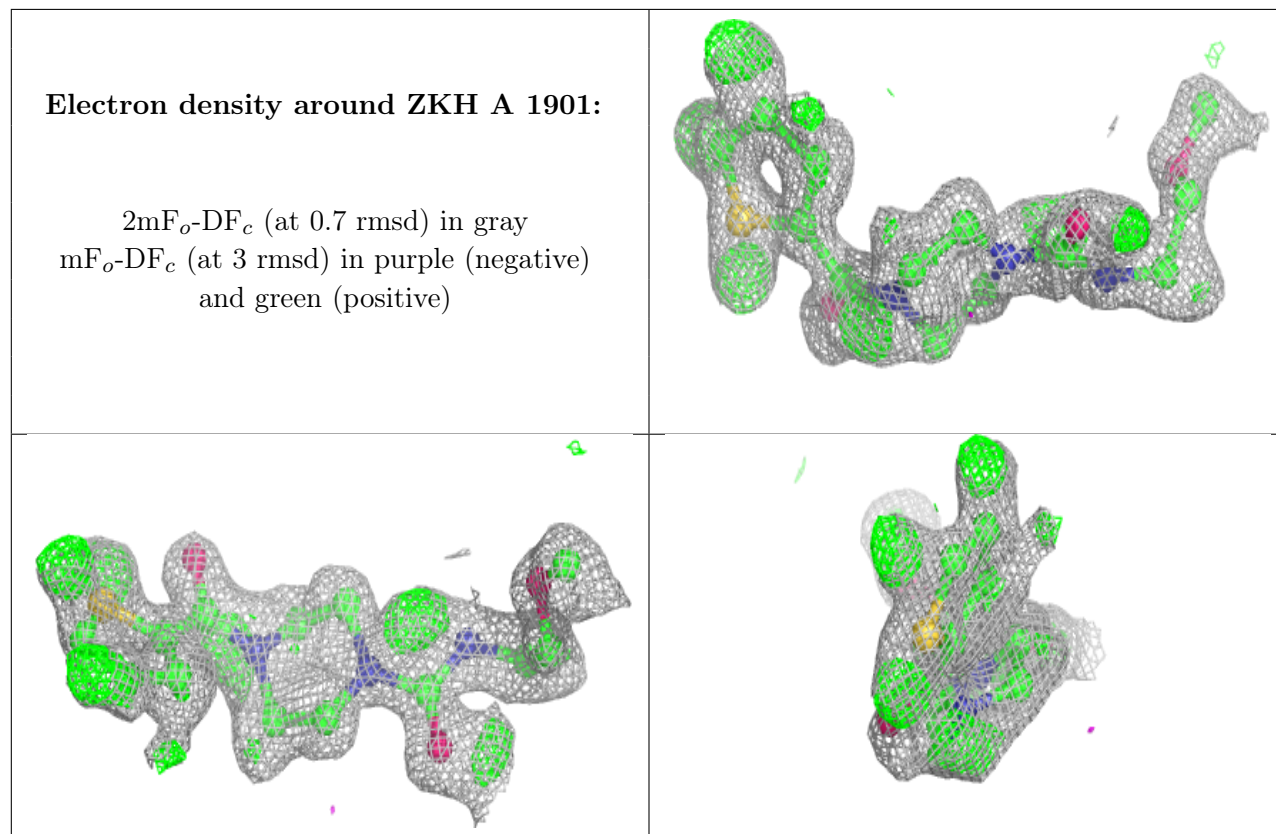 Electron density around ZKH A 1901:
2mFo-DFc (at 0.7 rmsd) in gray
mFo-DFc (at 3 rmsd) in purple (negative)
and green (positive)